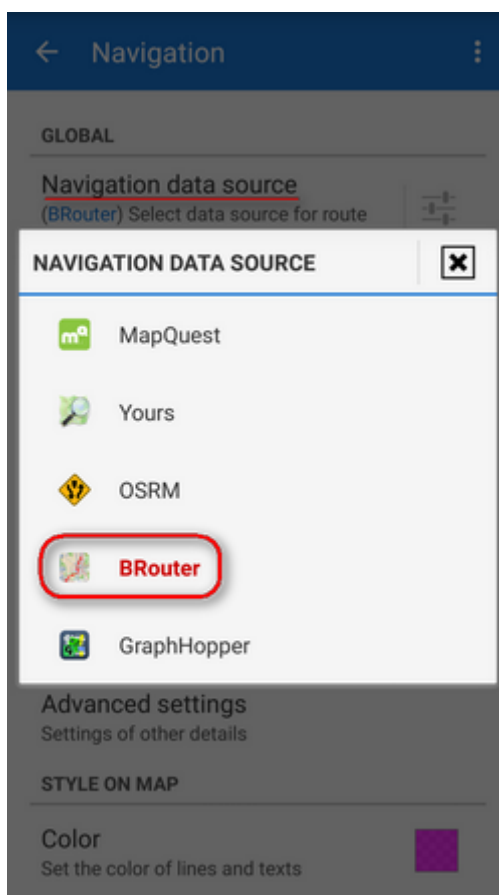 Navigation
GLOBAL
Navigation data source
(BRouter) Select data source for route
NAVIGATION DATA SOURCE
MapQuest
Yours
OSRM
BRouter
GraphHopper
Advanced settings
Settings of other details
STYLE ON MAP
Color
Set the color of lines and texts